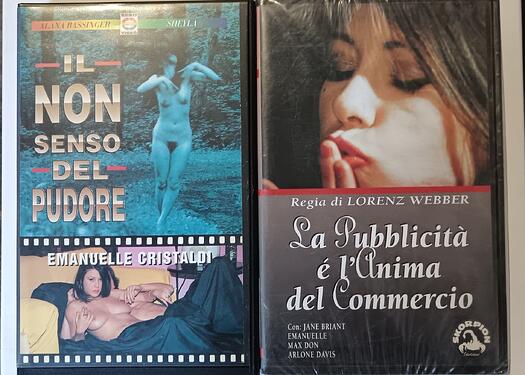 ALANA BASSINGER SHEYLA
IL
NON
SENSO
DEL
PUDORE
EMANUELLE CRISTALDI
Regia di LORENZ WEBBER
La Pubblicità
é l'Anima
del Commercio
Con: JANE BRIANT
EMANUELLE
MAX DON
ARLONE DAVIS
SKORPION